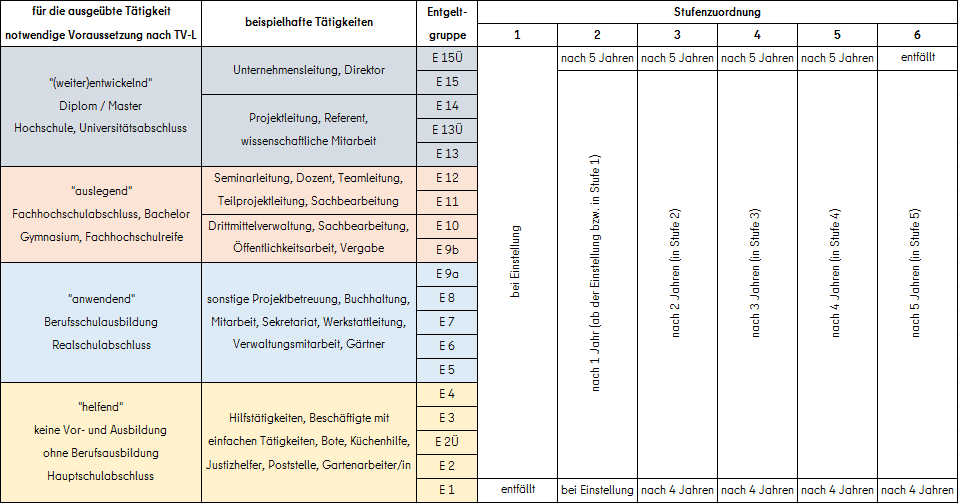 für die ausgeübte Tätigkeit
notwendige Voraussetzung nach TV-L
beispielhafte Tätigkeiten
Entgelt-
gruppe
Stufenzuordnung
1 2 3 4 5 6
"(weiter)entwickelnd"
Diplom / Master
Hochschule, Universitätsabschluss
Unternehmensleitung, Direktor
E 15Ü
nach 5 Jahren nach 5 Jahren nach 5 Jahren nach 5 Jahren entfällt
E 15
Projektleitung, Referent,
wissenschaftliche Mitarbeit
E 14
E 13Ü
E 13
"auslegend"
Fachhochschulabschluss, Bachelor
Gymnasium, Fachhochschulreife
Seminarleitung, Dozent, Teamleitung,
Teilprojektleitung, Sachbearbeitung
E 12
E 11
Drittmittelverwaltung, Sachbearbeitung,
Öffentlichkeitsarbeit, Vergabe
E 10
E 9b
"anwendend"
Berufsschulausbildung
Realschulabschluss
sonstige Projektbetreuung, Buchhaltung,
Mitarbeit, Sekretariat, Werkstattleitung,
Verwaltungsmitarbeit, Gärtner
E 9a
E 8
E 7
E 6
E 5
"helfend"
keine Vor- und Ausbildung
ohne Berufsausbildung
Hauptschulabschluss
Hilfstätigkeiten, Beschäftigte mit
einfachen Tätigkeiten, Bote, Küchenhilfe,
Justizhelfer, Poststelle, Gartenarbeiter/in
E 4
E 3
E 2Ü
E 2
E 1
bei Einstellung
nach 1 Jahr (ab der Einstellung bzw. in Stufe 1)
nach 2 Jahren (in Stufe 2)
nach 3 Jahren (in Stufe 3)
nach 4 Jahren (in Stufe 4)
nach 5 Jahren (in Stufe 5)
entfällt bei Einstellung nach 4 Jahren nach 4 Jahren nach 4 Jahren nach 4 Jahren